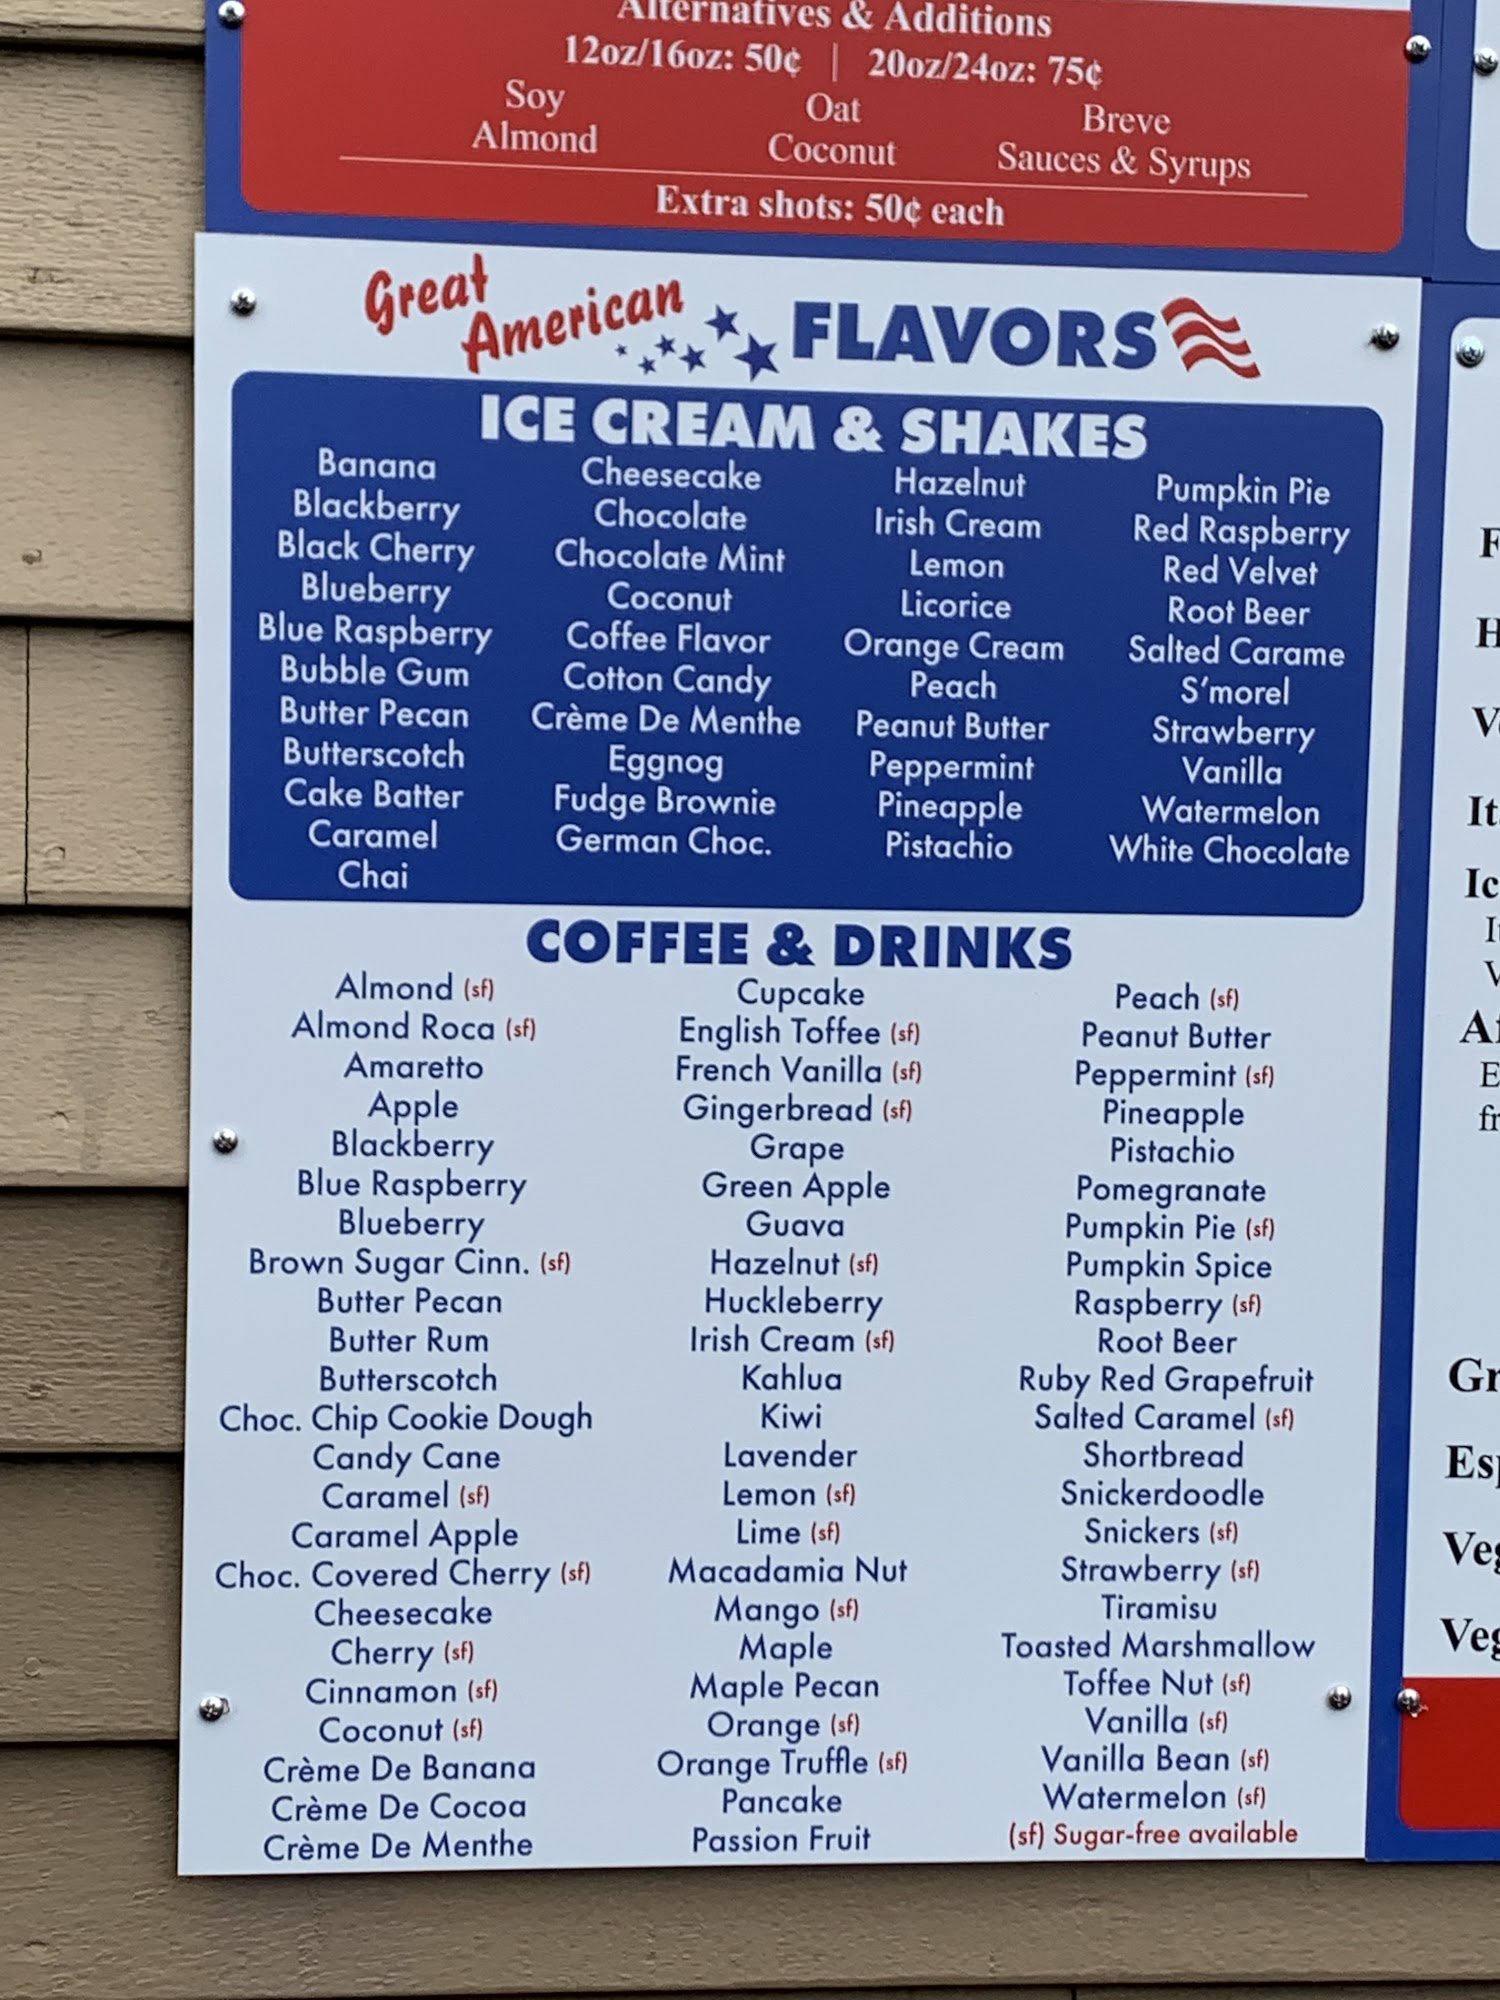 Alternatives & Additions
12oz/16oz: 50¢ | 20oz/24oz: 75¢
Soy
Almond
Oat
Coconut
Breve
Sauces & Syrups
Extra shots: 50¢ each
Great
American
FLAVORS
ICE CREAM & SHAKES
Banana
Blackberry
Black Cherry
Blueberry
Blue Raspberry
Bubble Gum
Butter Pecan
Butterscotch
Cake Batter
Caramel
Chai
Cheesecake
Chocolate
Chocolate Mint
Coconut
Coffee Flavor
Cotton Candy
Crème De Menthe
Eggnog
Fudge Brownie
German Choc.
Hazelnut
Irish Cream
Lemon
Licorice
Orange Cream
Peach
Peanut Butter
Peppermint
Pineapple
Pistachio
Pumpkin Pie
Red Raspberry
Red Velvet
Root Beer
Salted Carame
S’morel
Strawberry
Vanilla
Watermelon
White Chocolate
COFFEE & DRINKS
Almond (sf)
Almond Roca (sf)
Amaretto
Apple
Blackberry
Blue Raspberry
Blueberry
Brown Sugar Cinn. (sf)
Butter Pecan
Butter Rum
Butterscotch
Choc. Chip Cookie Dough
Candy Cane
Caramel (sf)
Caramel Apple
Choc. Covered Cherry (sf)
Cheesecake
Cherry (sf)
Cinnamon (sf)
Coconut (sf)
Crème De Banana
Crème De Cocoa
Crème De Menthe
Cupcake
English Toffee (sf)
French Vanilla (sf)
Gingerbread (sf)
Grape
Green Apple
Guava
Hazelnut (sf)
Huckleberry
Irish Cream (sf)
Kahlua
Kiwi
Lavender
Lemon (sf)
Lime (sf)
Macadamia Nut
Mango (sf)
Maple
Maple Pecan
Orange (sf)
Orange Truffle (sf)
Pancake
Passion Fruit
Peach (sf)
Peanut Butter
Peppermint (sf)
Pineapple
Pistachio
Pomegranate
Pumpkin Pie (sf)
Pumpkin Spice
Raspberry (sf)
Root Beer
Ruby Red Grapefruit
Salted Caramel (sf)
Shortbread
Snickerdoodle
Snickers (sf)
Strawberry (sf)
Tiramisu
Toasted Marshmallow
Toffee Nut (sf)
Vanilla (sf)
Vanilla Bean (sf)
Watermelon (sf)
(sf) Sugar-free available